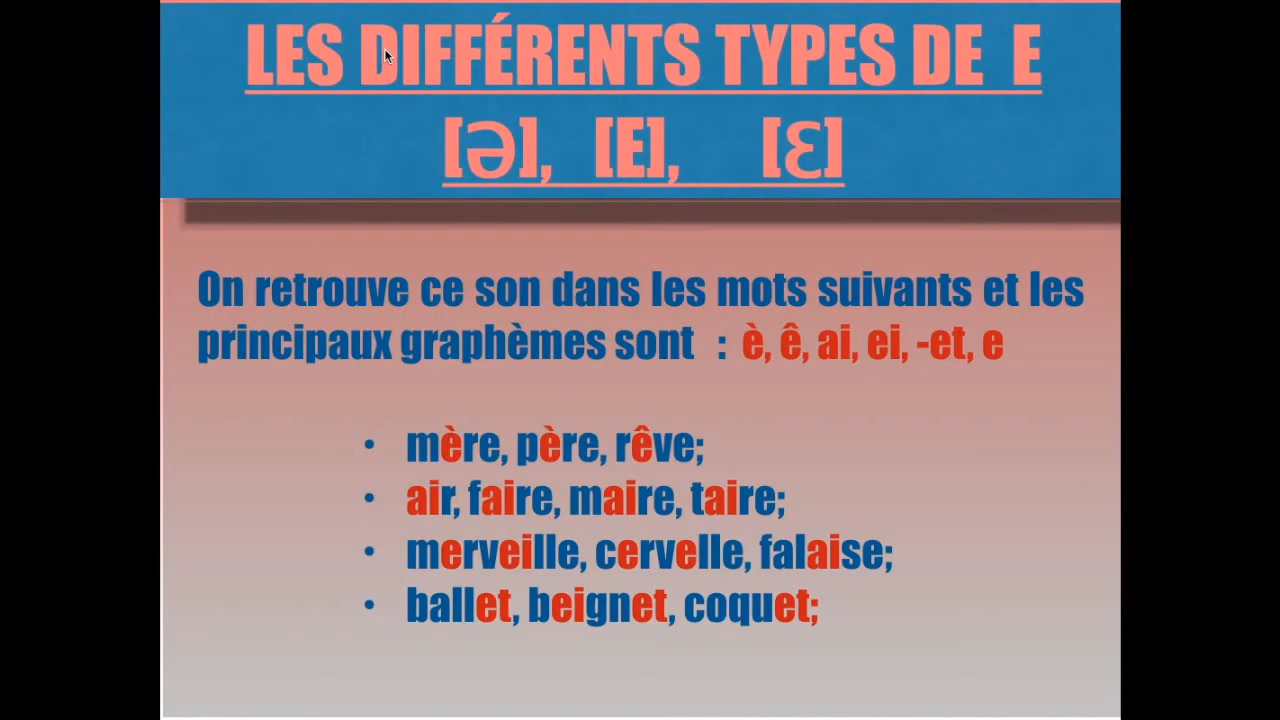 LES DIFFÉRENTS TYPES DE E
[Ə], [E], [Ɛ]
On retrouve ce son dans les mots suivants et les
principaux graphèmes sont : è, ê, ai, ei, -et, e
• mère, père, rêve;
• air, faire, maire, taire;
• merveille, cervelle, falaise;
• ballet, beignet, coquet;